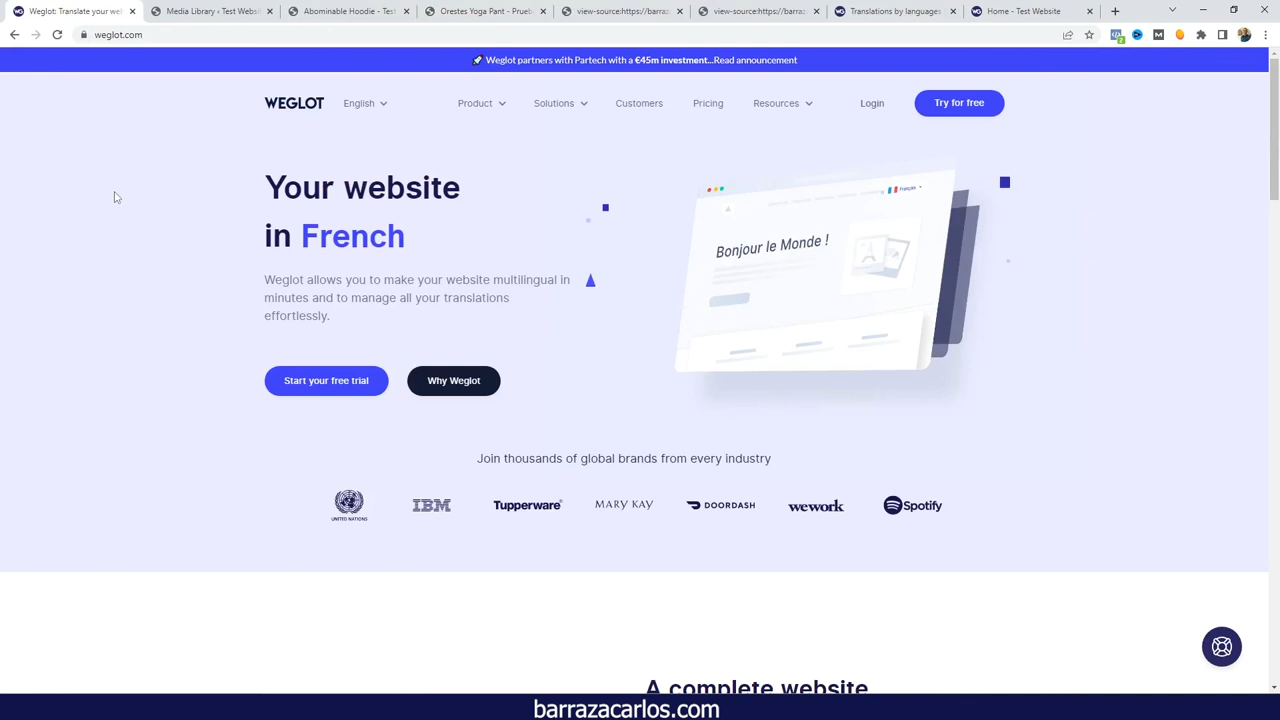 Weglot: Translate your web
Media Library ‹ Test Websit
Abominable Hoodie - Test
Orestes Yoga Pant - Prueb
view-source:https://barraz
view-source:https://barraz
Translations by languages
Home - Test Website
weglot.com
Weglot partners with Partech with a €45m investment...Read announcement
WEGLOT
English
Product
Solutions
Customers
Pricing
Resources
Login
Try for free
Your website
in French
Weglot allows you to make your website multilingual in
minutes and to manage all your translations
effortlessly.
Start your free trial
Why Weglot
Français
Bonjour le Monde !
Join thousands of global brands from every industry
UNITED NATIONS
IBM
Tupperware®
MARY KAY
DOORDASH
wework
Spotify
A complete website
barrazacarlos.com